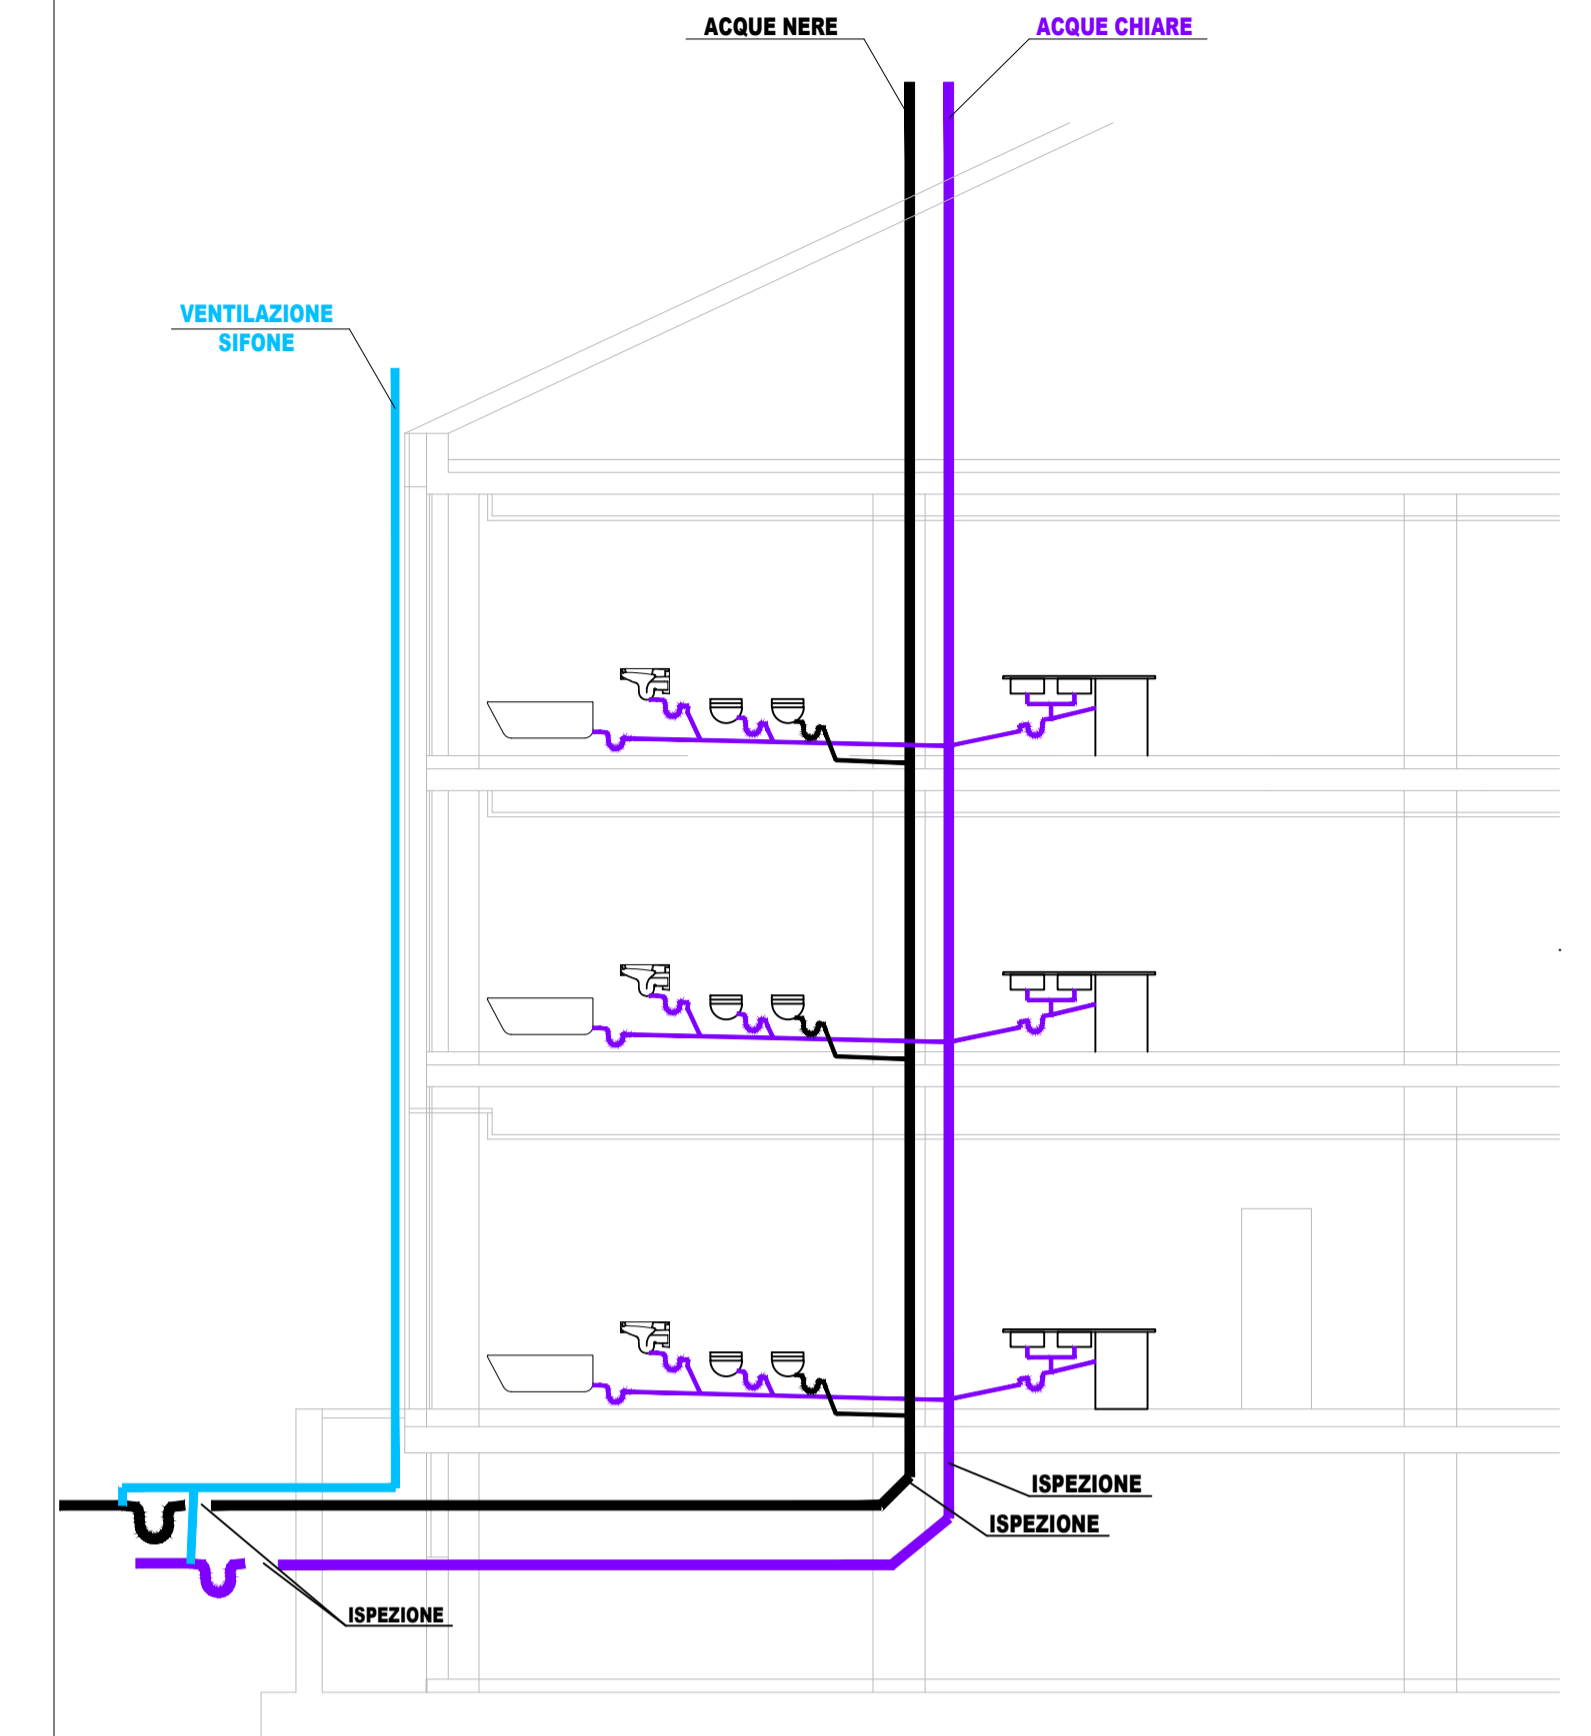 ACQUE NERE
ACQUE CHIARE
VENTILAZIONE
SIFONE
ISPEZIONE
ISPEZIONE
ISPEZIONE